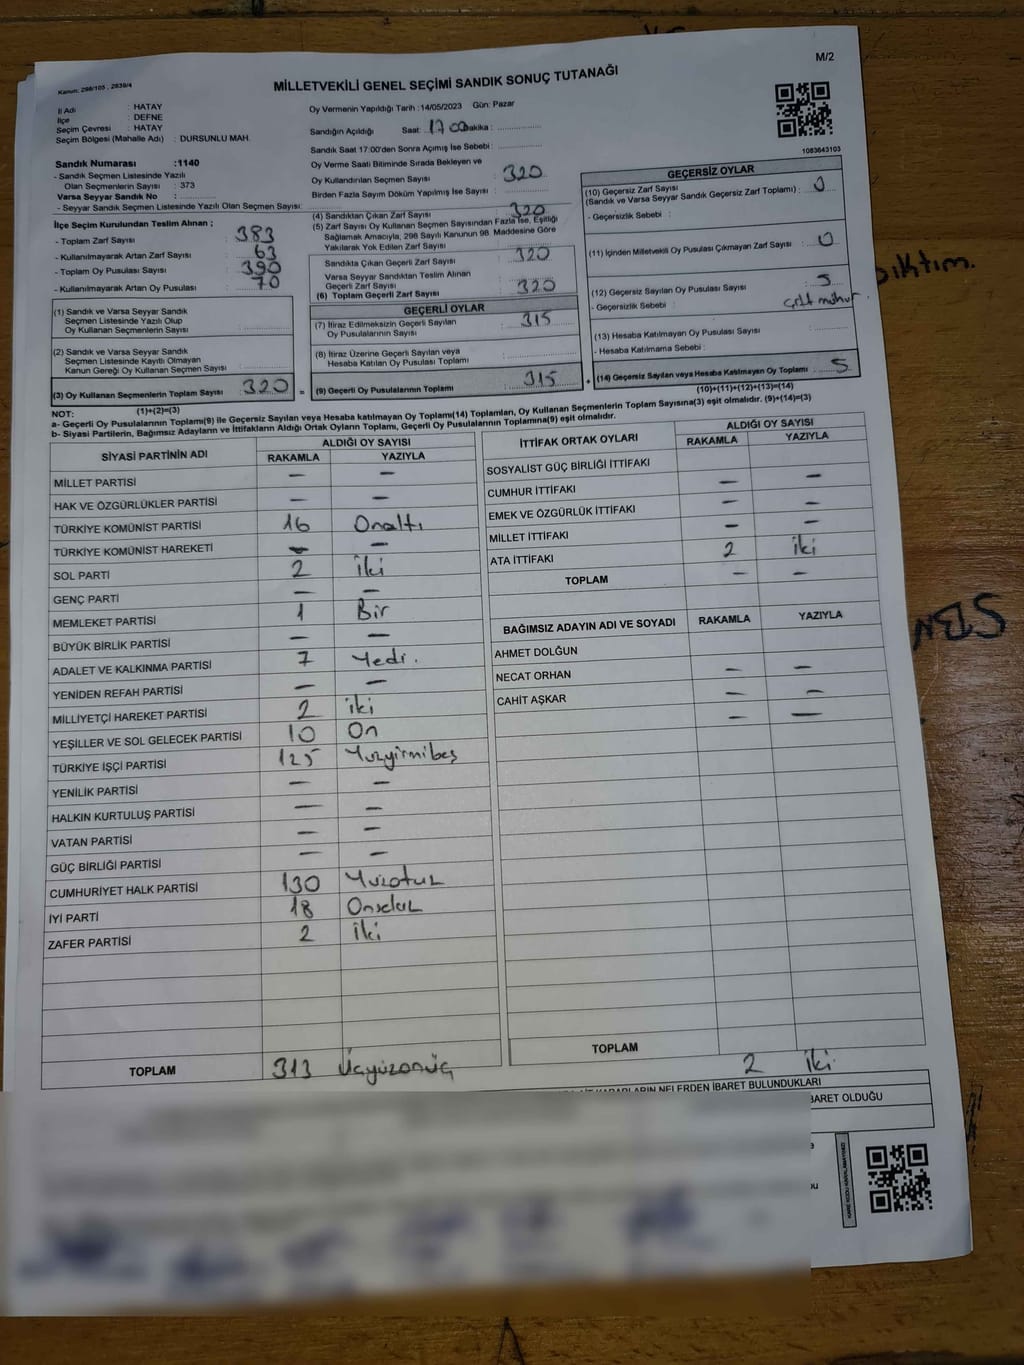 M/2
Kanun: 298/105 , 2839/4
MİLLETVEKİLİ GENEL SEÇİMİ SANDIK SONUÇ TUTANAĞI
İl Adı : HATAY
İlçe : DEFNE
Seçim Çevresi : HATAY
Seçim Bölgesi (Mahalle Adı) : DURSUNLU MAH.
Sandık Numarası :1140
- Sandık Seçmen Listesinde Yazılı
Olan Seçmenlerin Sayısı : 373
Varsa Seyyar Sandık No :
- Seyyar Sandık Seçmen Listesinde Yazılı Olan Seçmen Sayısı:
Oy Vermenin Yapıldığı Tarih : 14/05/2023 Gün: Pazar
Sandığın Açıldığı Saat: 17 00 Dakika :
Sandık Saat 17:00'den Sonra Açımış İse Sebebi :
Oy Verme Saati Bitiminde Sırada Bekleyen ve
Oy Kullandırılan Seçmen Sayısı : 320
Birden Fazla Sayım Döküm Yapılmış İse Sayısı :
1083643103
İlçe Seçim Kurulundan Teslim Alınan ;
- Toplam Zarf Sayısı : 383
- Kullanılmayarak Artan Zarf Sayısı : 63
- Toplam Oy Pusulası Sayısı : 390
- Kullanılmayarak Artan Oy Pusulası : 70
(1) Sandık ve Varsa Seyyar Sandık
Seçmen Listesinde Yazılı Olup
Oy Kullanan Seçmenlerin Sayısı :
(2) Sandık ve Varsa Seyyar Sandık
Seçmen Listesinde Kayıtlı Olmayan
Kanun Gereği Oy Kullanan Seçmen Sayısı :
(3) Oy Kullanan Seçmenlerin Toplam Sayısı : 320
(1)+(2)=(3)
(4) Sandıktan Çıkan Zarf Sayısı 320
(5) Zarf Sayısı Oy Kullanan Seçmen Sayısından Fazla İse, Eşitliği
Sağlamak Amacıyla, 298 Sayılı Kanunun 98. Maddesine Göre
Yakılarak Yok Edilen Zarf Sayısı :
Sandıkta Çıkan Geçerli Zarf Sayısı : 320
Varsa Seyyar Sandıktan Teslim Alınan
Geçerli Zarf Sayısı :
(6) Toplam Geçerli Zarf Sayısı : 320
GEÇERLİ OYLAR
(7) İtiraz Edilmeksizin Geçerli Sayılan
Oy Pusulalarının Sayısı : 315
(8) İtiraz Üzerine Geçerli Sayılan veya
Hesaba Katılan Oy Pusulası Toplamı :
= (9) Geçerli Oy Pusulalarının Toplamı : 315
GEÇERSİZ OYLAR
(10) Geçersiz Zarf Sayısı
(Sandık ve Varsa Seyyar Sandık Geçersiz Zarf Toplamı) : 0
- Geçersizlik Sebebi :
(11) İçinden Milletvekili Oy Pusulası Çıkmayan Zarf Sayısı : 0
(12) Geçersiz Sayılan Oy Pusulası Sayısı : 5
- Geçersizlik Sebebi : çift mühür
(13) Hesaba Katılmayan Oy Pusulası Sayısı :
- Hesaba Katılmama Sebebi :
+ (14) Geçersiz Sayılan veya Hesaba Katılmayan Oy Toplamı : 5
(10)+(11)+(12)+(13)=(14)
NOT:
a- Geçerli Oy Pusulalarının Toplamı(9) ile Geçersiz Sayılan veya Hesaba katılmayan Oy Toplam(14) Toplamları, Oy Kullanan Seçmenlerin Toplam Sayısına(3) eşit olmalıdır. (9)+(14)=(3)
b- Siyasi Partilerin, Bağımsız Adayların ve İttifakların Aldığı Ortak Oyların Toplamı, Geçerli Oy Pusulalarının Toplamına(9) eşit olmalıdır.
SİYASİ PARTİNİN ADI ALDIĞI OY SAYISI
RAKAMLA YAZIYLA
MİLLET PARTİSİ – –
HAK VE ÖZGÜRLÜKLER PARTİSİ – –
TÜRKİYE KOMÜNİST PARTİSİ 16 Onaltı
TÜRKİYE KOMÜNİST HAREKETİ – –
SOL PARTİ 2 İki
GENÇ PARTİ – –
MEMLEKET PARTİSİ 1 Bir
BÜYÜK BİRLİK PARTİSİ – –
ADALET VE KALKINMA PARTİSİ 7 Yedi.
YENİDEN REFAH PARTİSİ – –
MİLLİYETÇİ HAREKET PARTİSİ 2 iki
YEŞİLLER VE SOL GELECEK PARTİSİ 10 On
TÜRKİYE İŞÇİ PARTİSİ 125 Yuzyirmibeş
YENİLİK PARTİSİ – –
HALKIN KURTULUŞ PARTİSİ – –
VATAN PARTİSİ – –
GÜÇ BİRLİĞİ PARTİSİ – –
CUMHURİYET HALK PARTİSİ 130 Yuzotuz
İYİ PARTİ 18 Onsekiz
ZAFER PARTİSİ 2 İki
TOPLAM 313 Üçyüzonüç
İTTİFAK ORTAK OYLARI ALDIĞI OY SAYISI
RAKAMLA YAZIYLA
SOSYALİST GÜÇ BİRLİĞİ İTTİFAKI – –
CUMHUR İTTİFAKI – –
EMEK VE ÖZGÜRLÜK İTTİFAKI – –
MİLLET İTTİFAKI 2 iki
ATA İTTİFAKI – –
TOPLAM
BAĞIMSIZ ADAYIN ADI VE SOYADI RAKAMLA YAZIYLA
AHMET DOLĞUN – –
NECAT ORHAN – –
CAHİT AŞKAR – –
TOPLAM 2 iki
KARARLARIN NELERDEN İBARET BULUNDUKLARI
BARET OLDUĞU